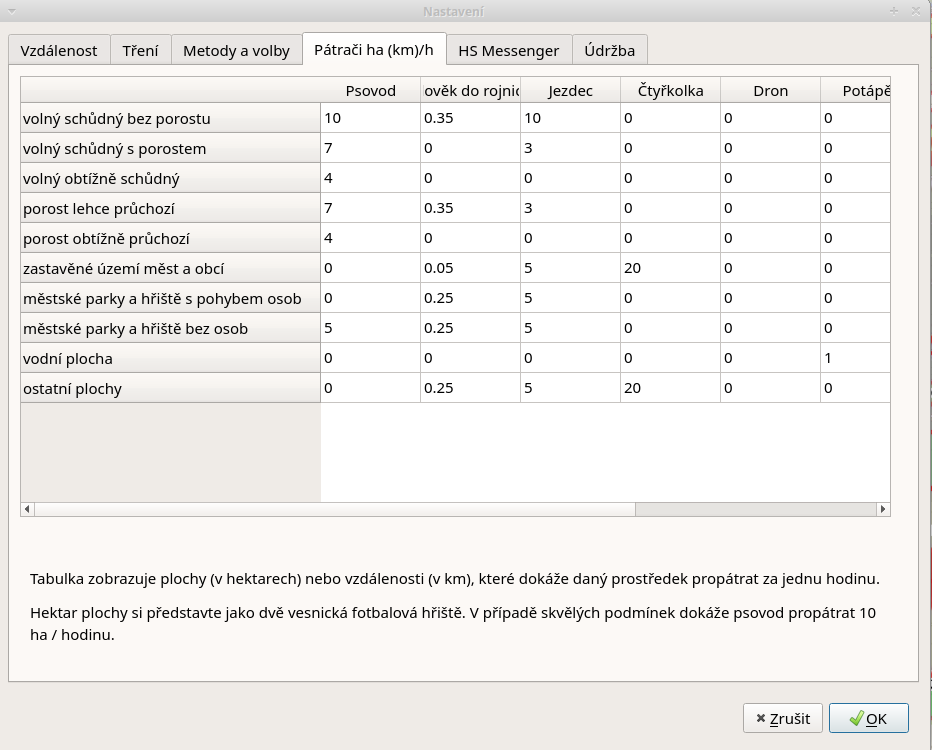 Nastavení
Vzdálenost Tření Metody a volby Pátrači ha (km)/h HS Messenger Údržba
Psovod ověk do rojnic Jezdec Čtyřkolka Dron Potápě
volný schůdný bez porostu 10 0.35 10 0 0 0
volný schůdný s porostem 7 0 3 0 0 0
volný obtížně schůdný 4 0 0 0 0 0
porost lehce průchozí 7 0.35 3 0 0 0
porost obtížně průchozí 4 0 0 0 0 0
zastavěné území měst a obcí 0 0.05 5 20 0 0
městské parky a hřiště s pohybem osob 0 0.25 5 0 0 0
městské parky a hřiště bez osob 5 0.25 5 0 0 0
vodní plocha 0 0 0 0 0 1
ostatní plochy 0 0.25 5 20 0 0
Tabulka zobrazuje plochy (v hektarech) nebo vzdálenosti (v km), které dokáže daný prostředek propátrat za jednu hodinu.
Hektar plochy si představte jako dvě vesnická fotbalová hřiště. V případě skvělých podmínek dokáže psovod propátrat 10
ha / hodinu.
Zrušit OK